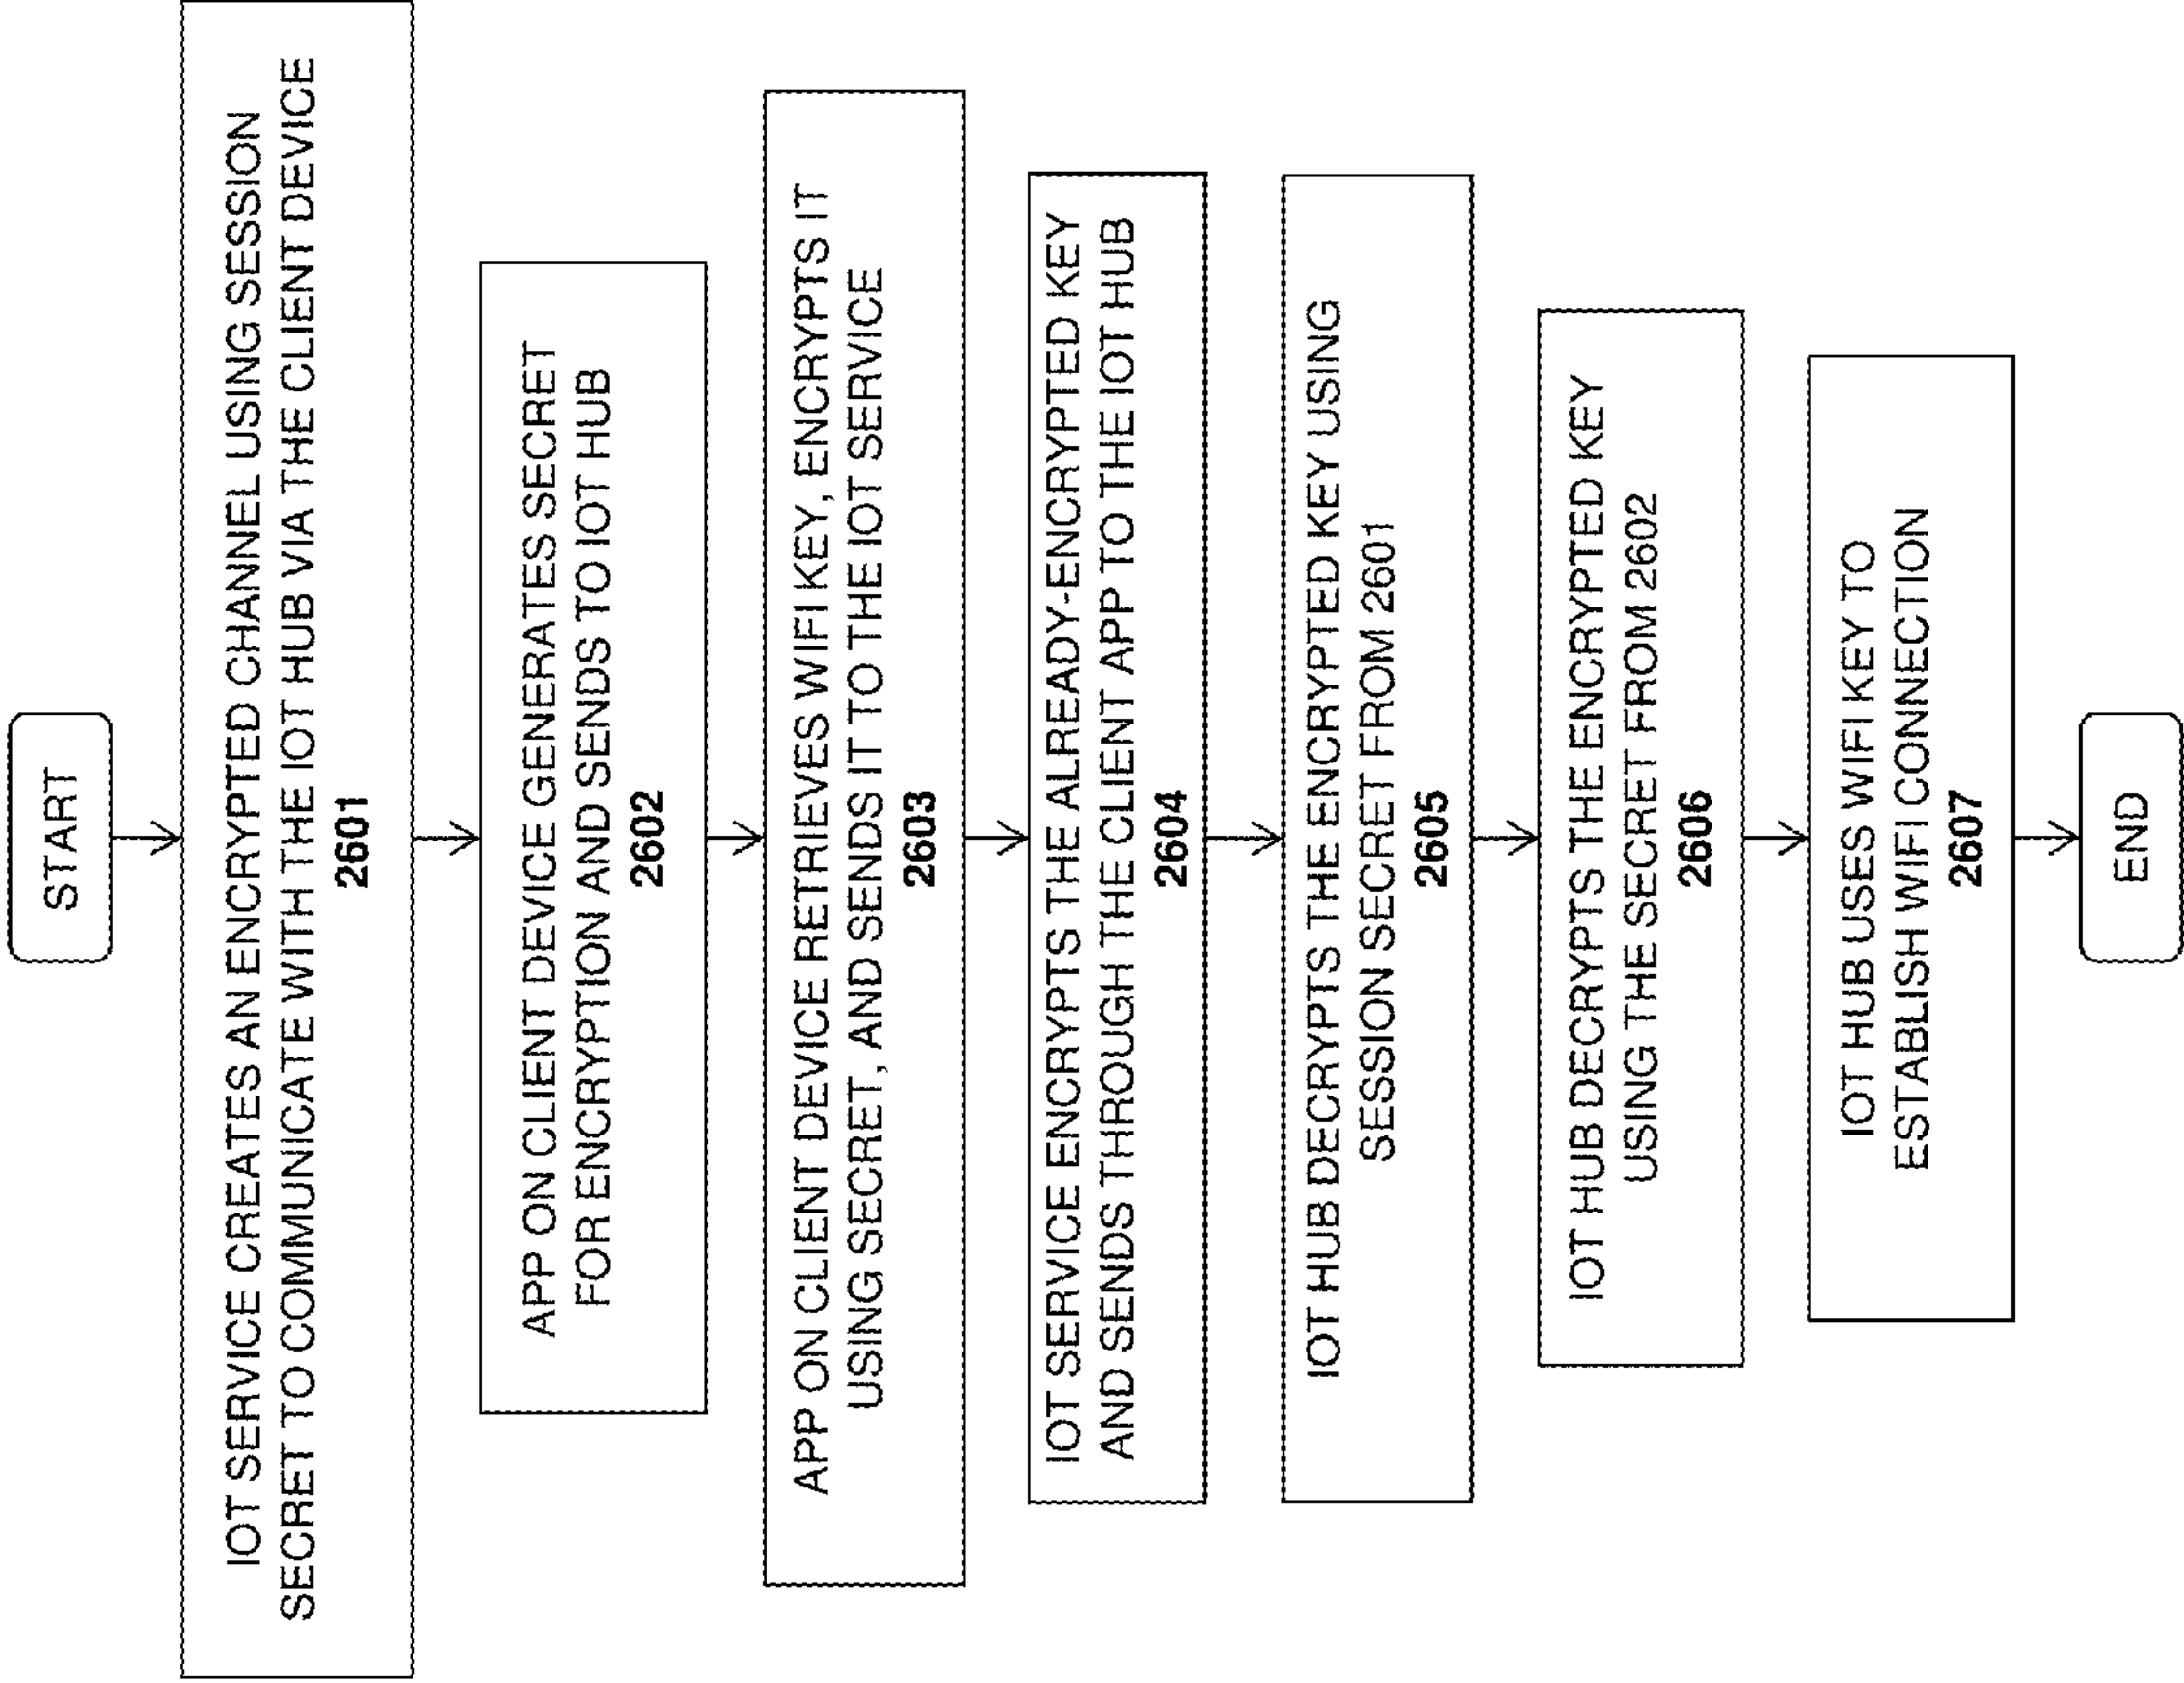 START
IOT SERVICE CREATES AN ENCRYPTED CHANNEL USING SESSION
SECRET TO COMMUNICATE WITH THE IOT HUB VIA THE CLIENT DEVICE
2601
APP ON CLIENT DEVICE GENERATES SECRET
FOR ENCRYPTION AND SENDS TO IOT HUB
2602
APP ON CLIENT DEVICE RETRIEVES WIFI KEY, ENCRYPTS IT
USING SECRET, AND SENDS IT TO THE IOT SERVICE
2603
IOT SERVICE ENCRYPTS THE ALREADY-ENCRYPTED KEY
AND SENDS THROUGH THE CLIENT APP TO THE IOT HUB
2604
IOT HUB DECRYPTS THE ENCRYPTED KEY USING
SESSION SECRET FROM 2601
2605
IOT HUB DECRYPTS THE ENCRYPTED KEY
USING THE SECRET FROM 2602
2606
IOT HUB USES WIFI KEY TO
ESTABLISH WIFI CONNECTION
2607
END